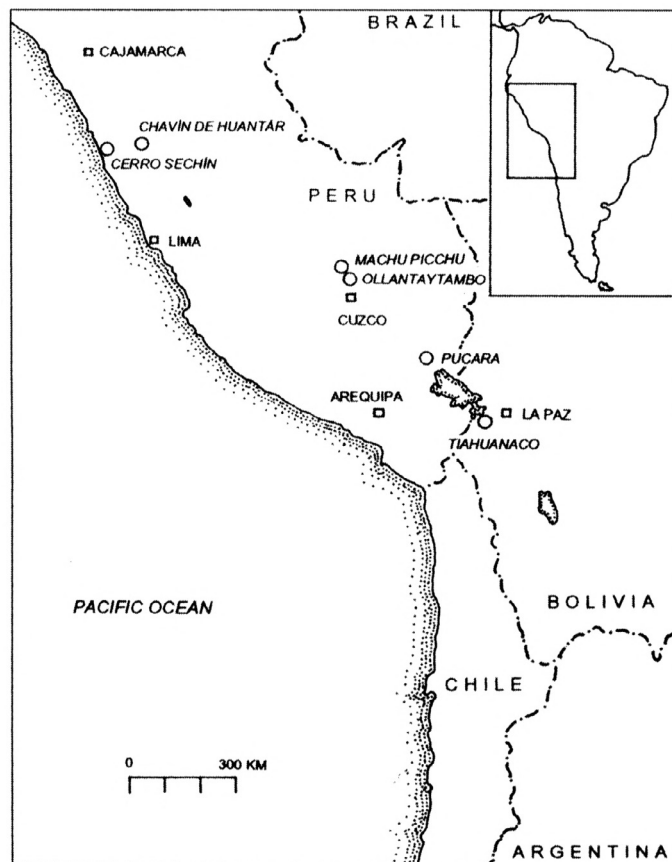 BRAZIL
CAJAMARCA
CHAVÍN DE HUANTÁR
CERRO SECHÍN
PERU
LIMA
MACHU PICCHU
OLLANTAYTAMBO
CUZCO
PUCARA
AREQUIPA
LA PAZ
TIAHUANACO
PACIFIC OCEAN
BOLIVIA
CHILE
0 300 KM
ARGENTINA